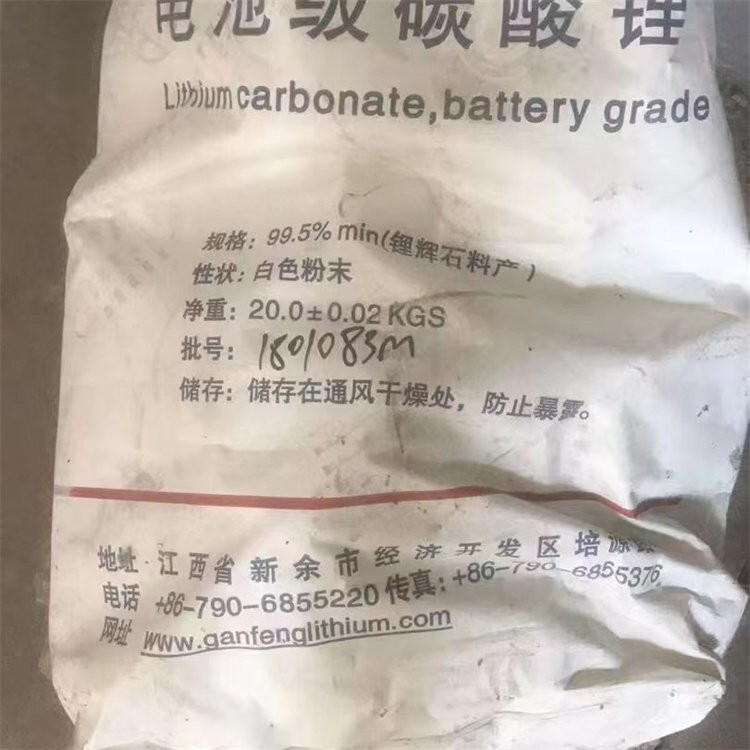 电池级碳酸锂
Lithium carbonate, battery grade
规格: 99.5% min(锂辉石料产)
性状: 白色粉末
净重: 20.0±0.02 KGS
批号: 1801083M
储存: 储存在通风干燥处，防止暴露。
地址 江西省新余市经济开发区培源
电话 +86-790-6855220 传真: +86-790-6855376
网址 www.ganfenglithium.com